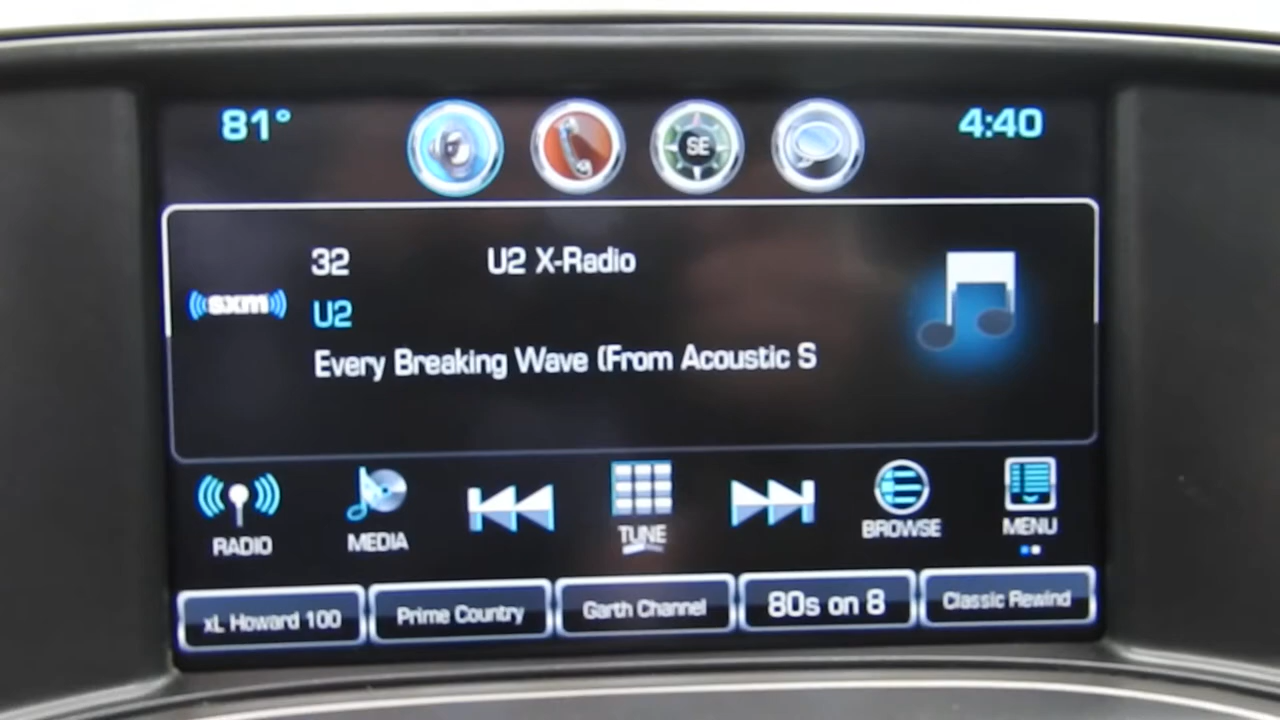 81°
SE
4:40
32
U2 X-Radio
sxm
U2
Every Breaking Wave (From Acoustic S
RADIO
MEDIA
TUNE
BROWSE
MENU
xL Howard 100
Prime Country
Garth Channel
80s on 8
Classic Rewind